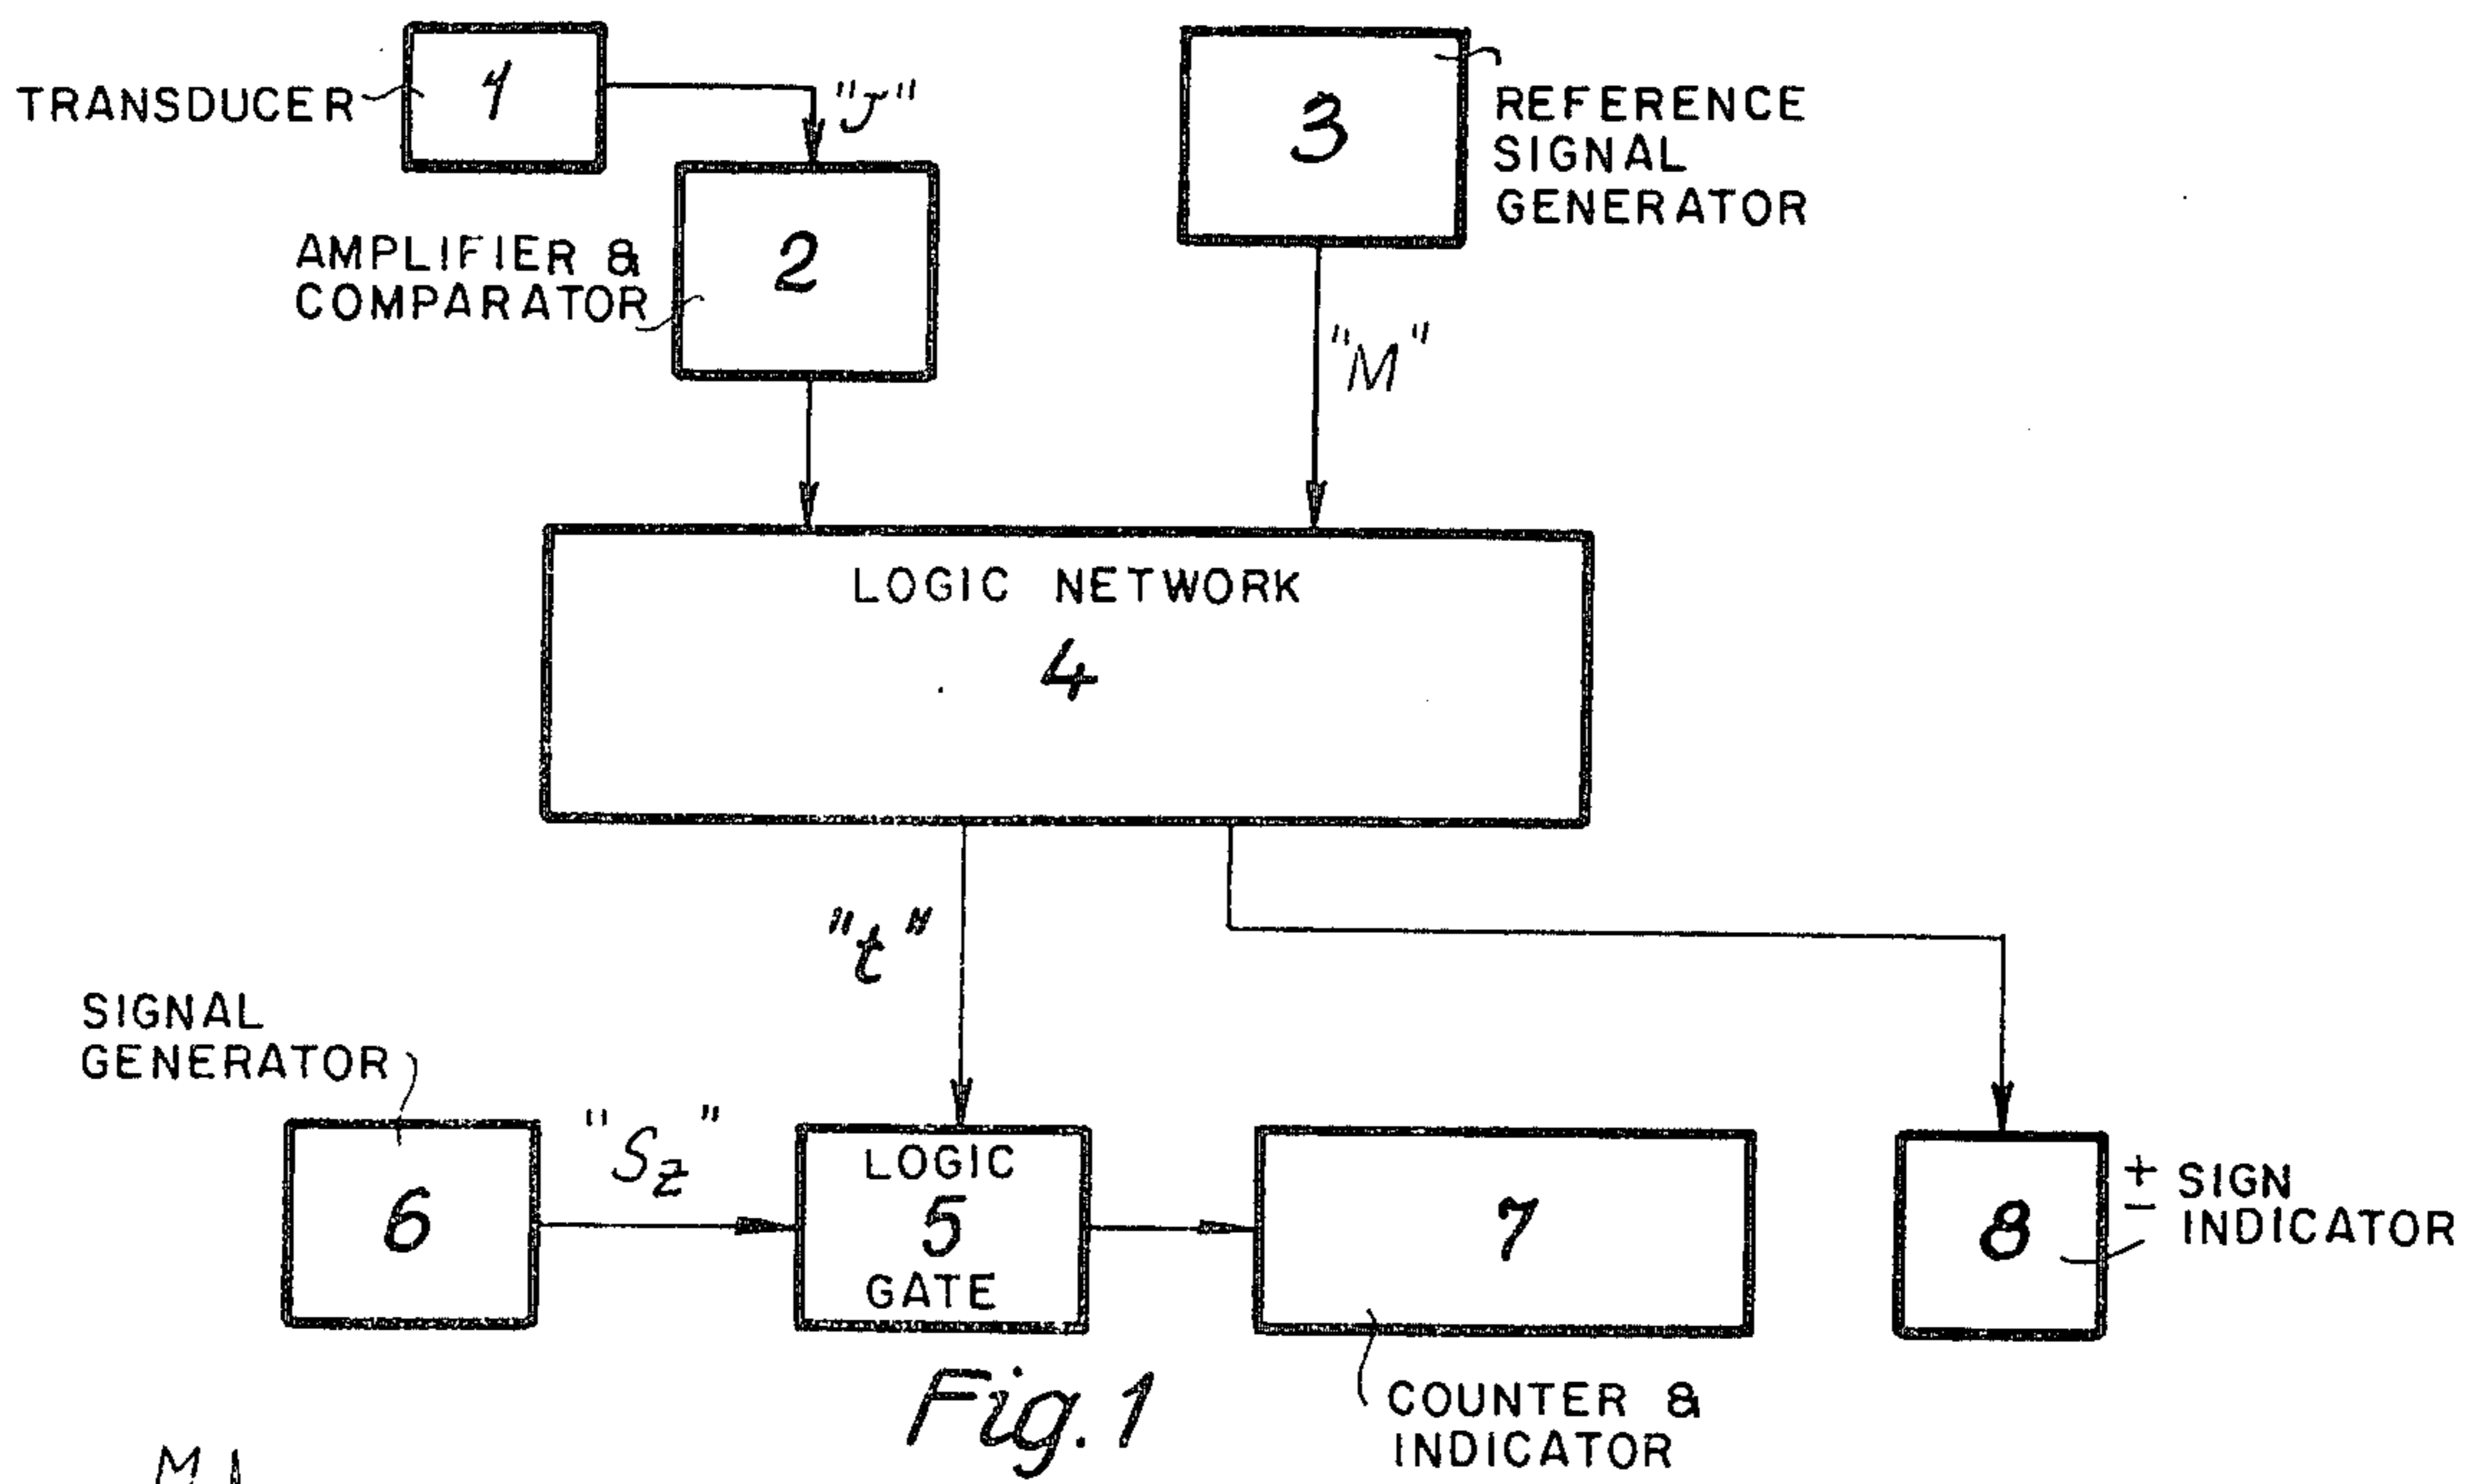 TRANSDUCER
1
"J"
3
REFERENCE
SIGNAL
GENERATOR
AMPLIFIER &
COMPARATOR
2
"M"
LOGIC NETWORK
4
"t"
SIGNAL
GENERATOR
6
"Sz"
LOGIC
5
GATE
7
8
± SIGN
INDICATOR
COUNTER &
INDICATOR
Fig. 1
M